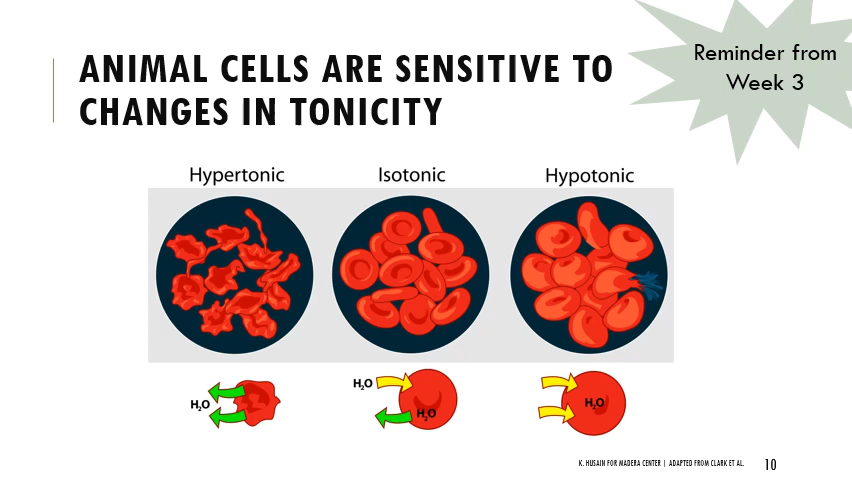 ANIMAL CELLS ARE SENSITIVE TO
CHANGES IN TONICITY
Reminder from
Week 3
Hypertonic
Isotonic
Hypotonic
H₂O
H₂O
H₂O
H₂O
K. HUSAIN FOR MADERA CENTER | ADAPTED FROM CLARK ET AL.
10